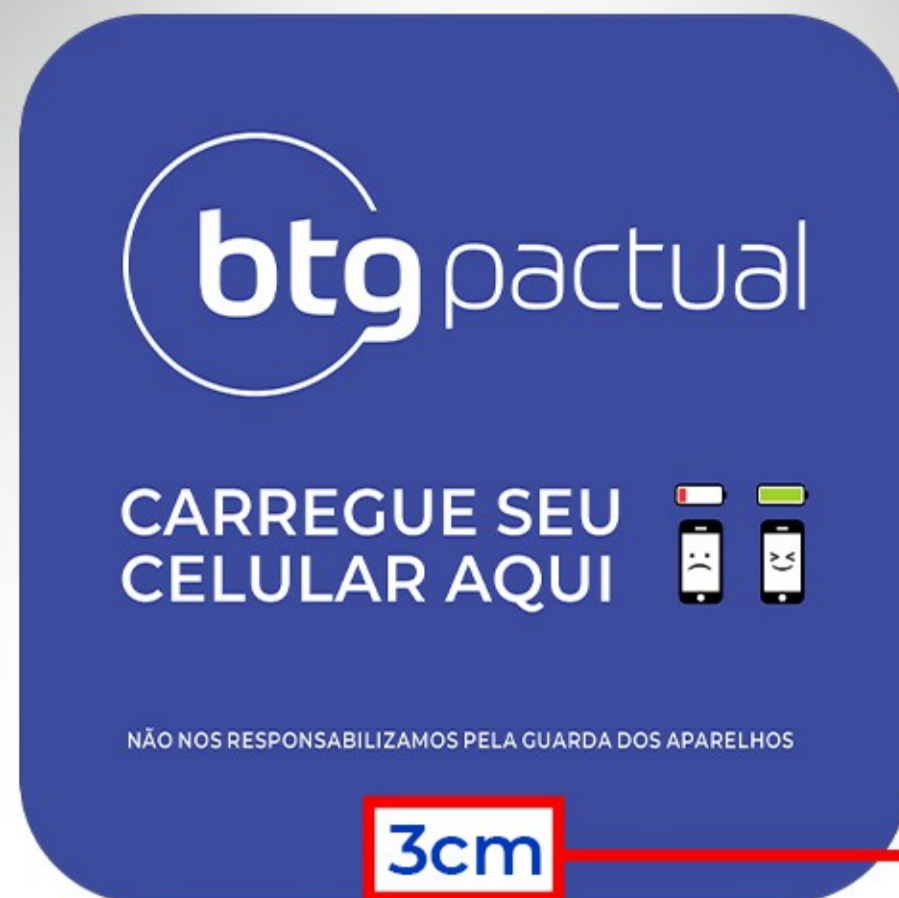 btg pactual
CARREGUE SEU
CELULAR AQUI
NÃO NOS RESPONSABILIZAMOS PELA GUARDA DOS APARELHOS
3cm